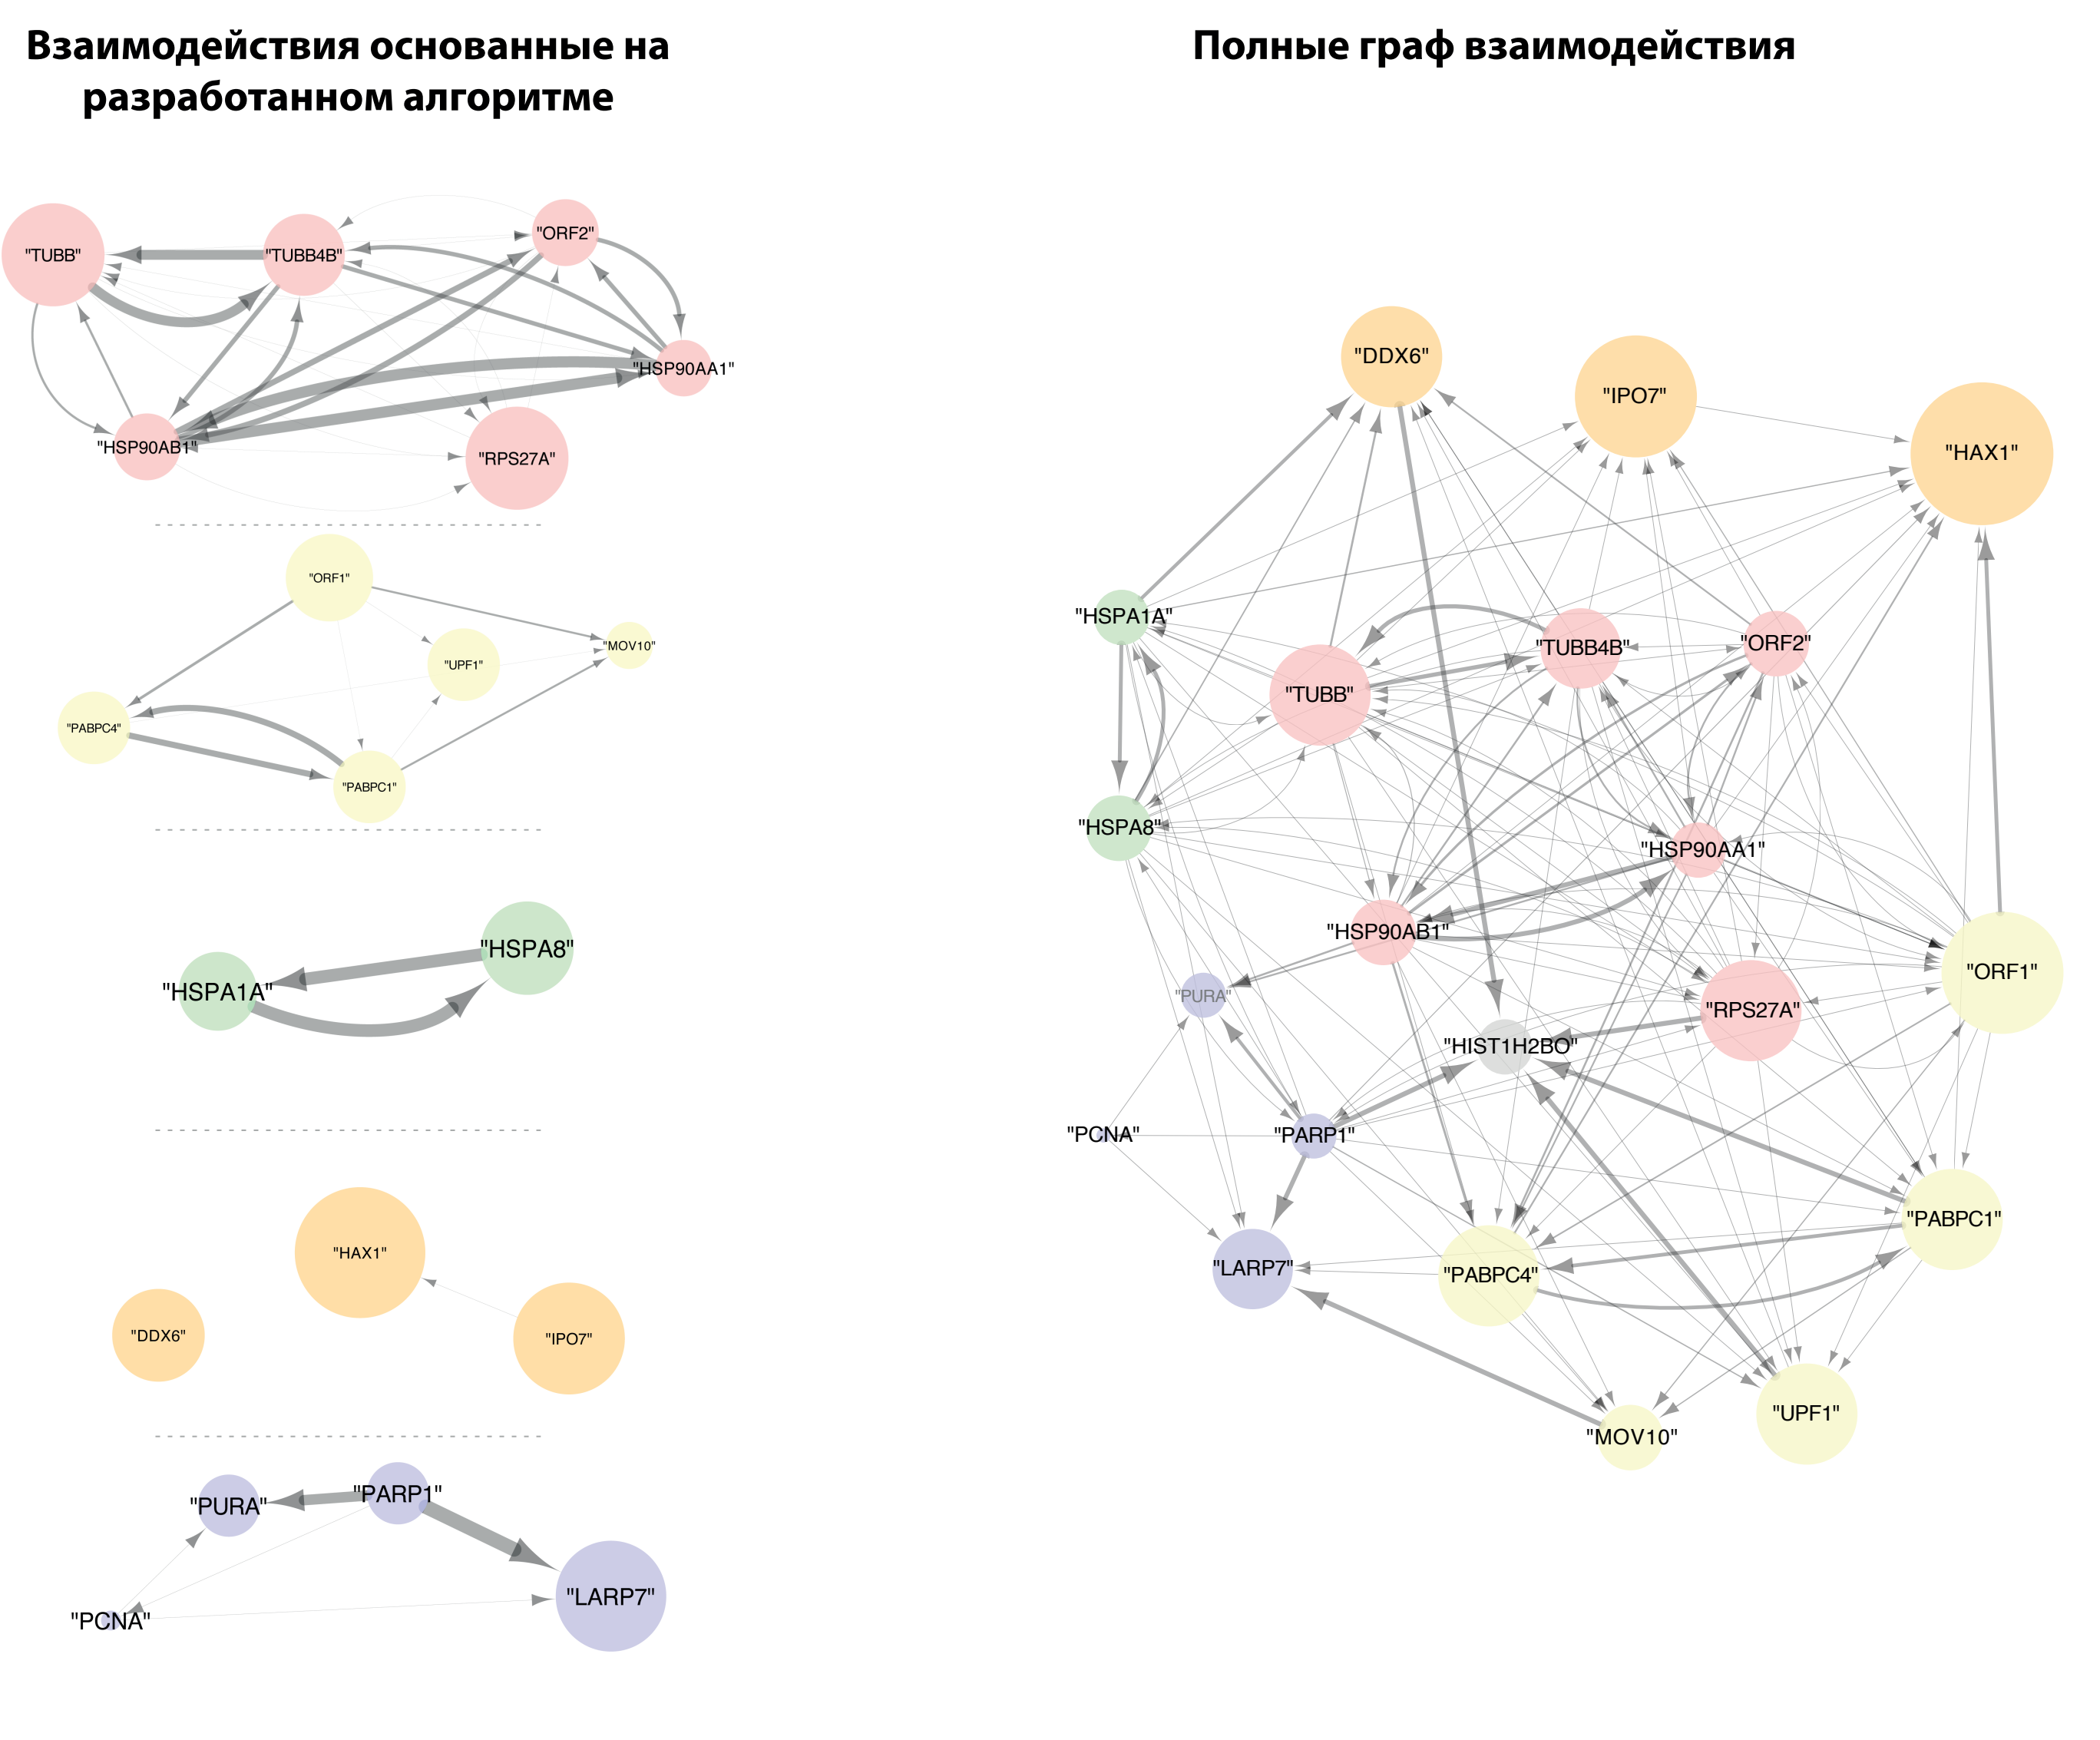 Взаимодействия основанные на
разработанном алгоритме
"TUBB"
"TUBB4B"
"ORF2"
"HSP90AA1"
"HSP90AB1"
"RPS27A"
"ORF1"
"MOV10"
"UPF1"
"PABPC4"
"PABPC1"
"HSPA8"
"HSPA1A"
"HAX1"
"DDX6"
"IPO7"
"PURA"
"PARP1"
"LARP7"
"PCNA"
Полные граф взаимодействия
"DDX6"
"IPO7"
"HAX1"
"HSPA1A"
"TUBB4B"
"ORF2"
"TUBB"
"HSPA8"
"HSP90AA1"
"HSP90AB1"
"ORF1"
"PURA"
"RPS27A"
"HIST1H2BO"
"PCNA"
"PARP1"
"PABPC1"
"LARP7"
"PABPC4"
"UPF1"
"MOV10"